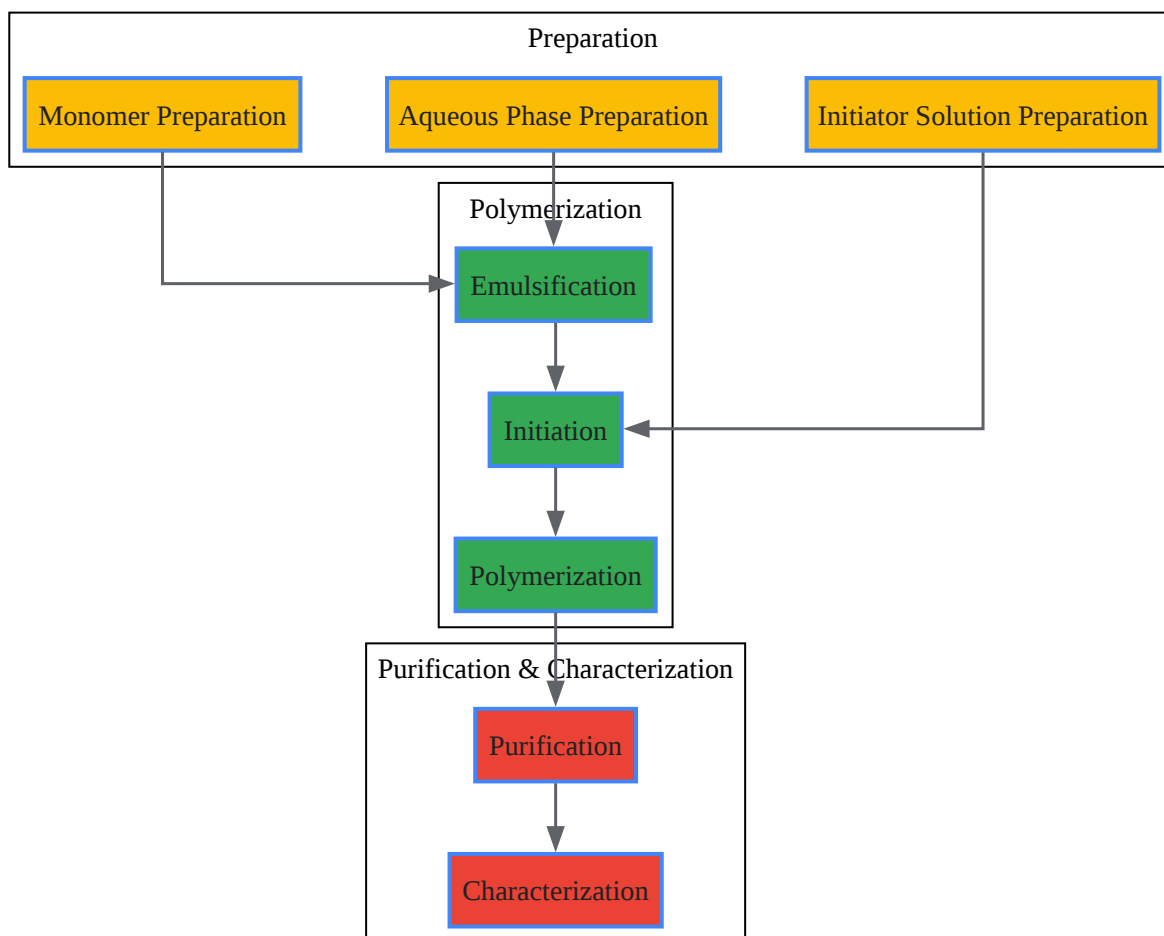 Preparation
Monomer Preparation
Aqueous Phase Preparation
Initiator Solution Preparation
Polymerization
Emulsification
Initiation
Polymerization
Purification & Characterization
Purification
Characterization